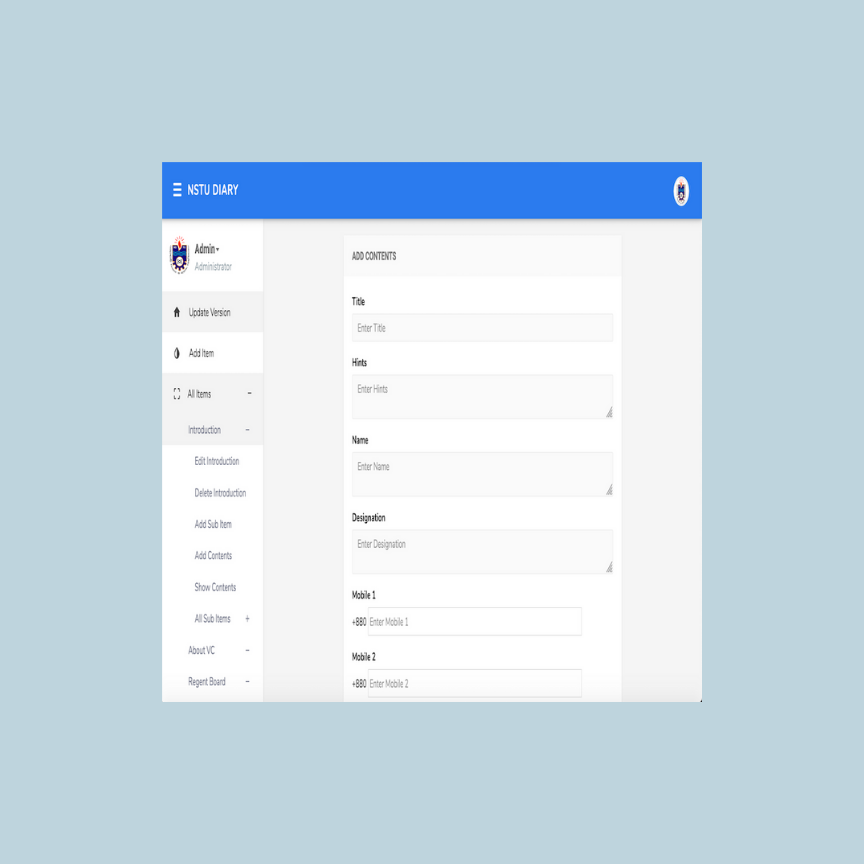 NSTU DIARY
Admin
Administrator
Update Version
Add Item
All Items
Introduction
Edit Introduction
Delete Introduction
Add Sub Item
Add Contents
Show Contents
All Sub Items +
About VC
Regent Board
ADD CONTENTS
Title
Enter Title
Hints
Enter Hints
Name
Enter Name
Designation
Enter Designation
Mobile 1
+880 Enter Mobile 1
Mobile 2
+880 Enter Mobile 2